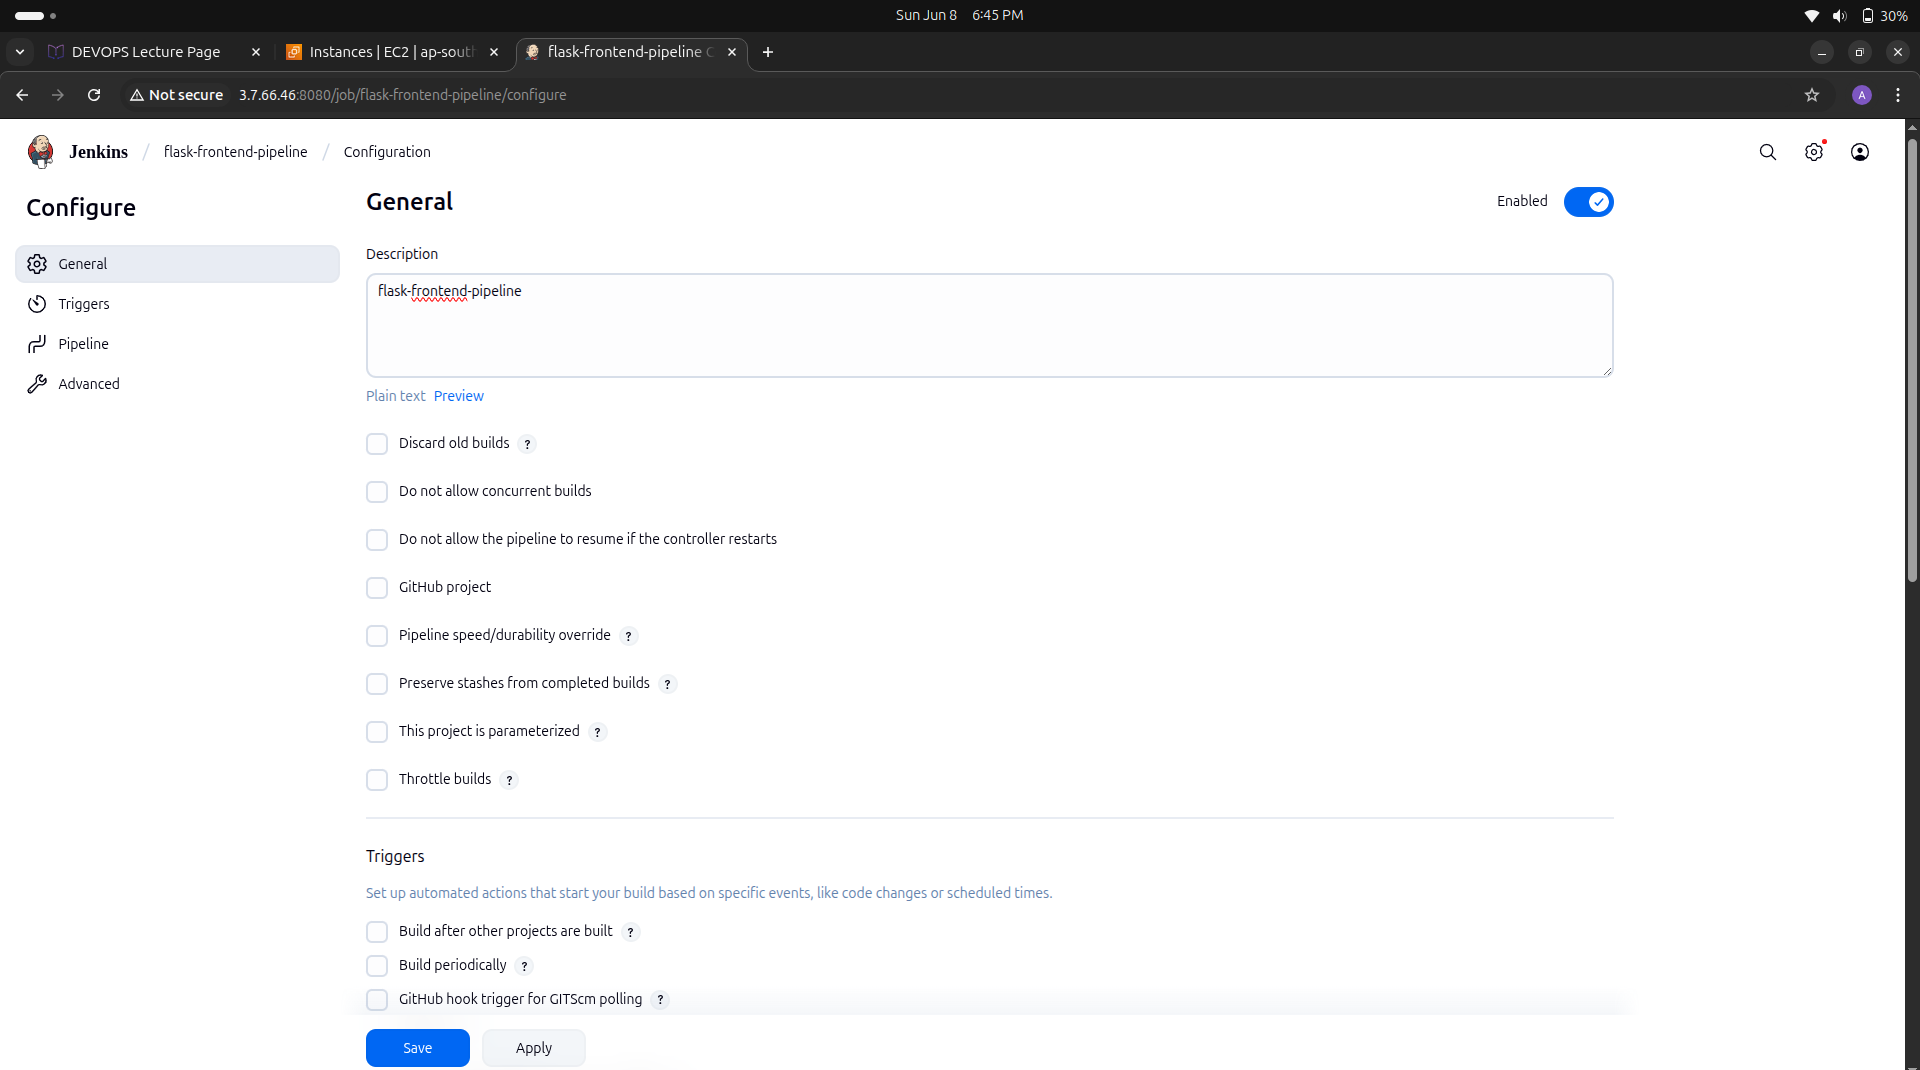 Sun Jun 8 6:45 PM
30%
DEVOPS Lecture Page
Instances | EC2 | ap-sout
flask-frontend-pipeline C
Not secure 3.7.66.46:8080/job/flask-frontend-pipeline/configure
A
Jenkins / flask-frontend-pipeline / Configuration
Configure
General
Triggers
Pipeline
Advanced
General
Enabled
Description
flask-frontend-pipeline
Plain text Preview
Discard old builds ?
Do not allow concurrent builds
Do not allow the pipeline to resume if the controller restarts
GitHub project
Pipeline speed/durability override ?
Preserve stashes from completed builds ?
This project is parameterized ?
Throttle builds ?
Triggers
Set up automated actions that start your build based on specific events, like code changes or scheduled times.
Build after other projects are built ?
Build periodically ?
GitHub hook trigger for GITScm polling ?
Save
Apply